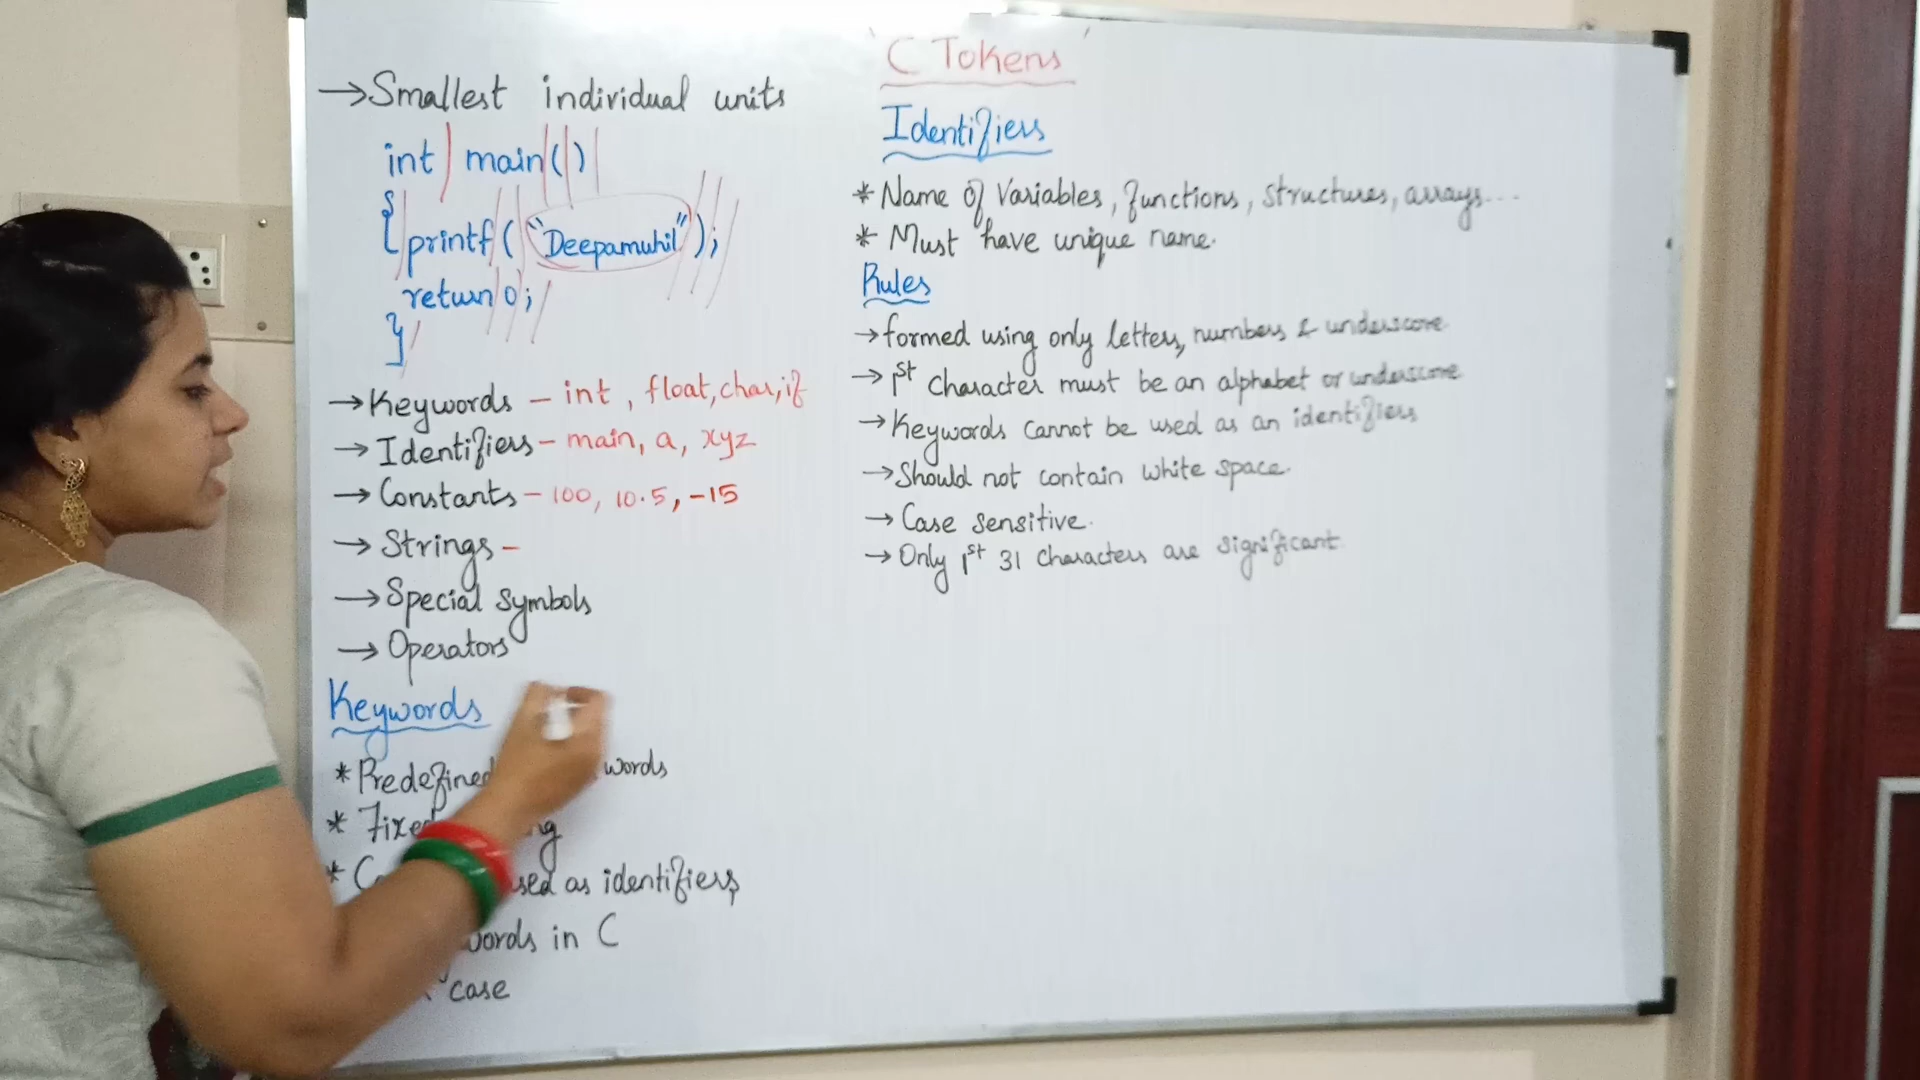 'C Tokens'
→ Smallest individual units
int main()
{
printf("Deepamuhil");
return 0;
}
→ Keywords - int, float, char, if
→ Identifiers - main, a, xyz
→ Constants - 100, 10.5, -15
→ Strings -
→ Special Symbols
→ Operators
Keywords
* Predefined words
* Fixed
* as identifiers
in C
case
Identifiers
* Name of Variables, functions, structures, arrays...
* Must have unique name.
Rules
→ formed using only letters, numbers & underscore
→ 1st Character must be an alphabet or underscore
→ Keywords cannot be used as an identifiers
→ Should not contain white space.
→ Case sensitive.
→ Only 1st 31 characters are significant.